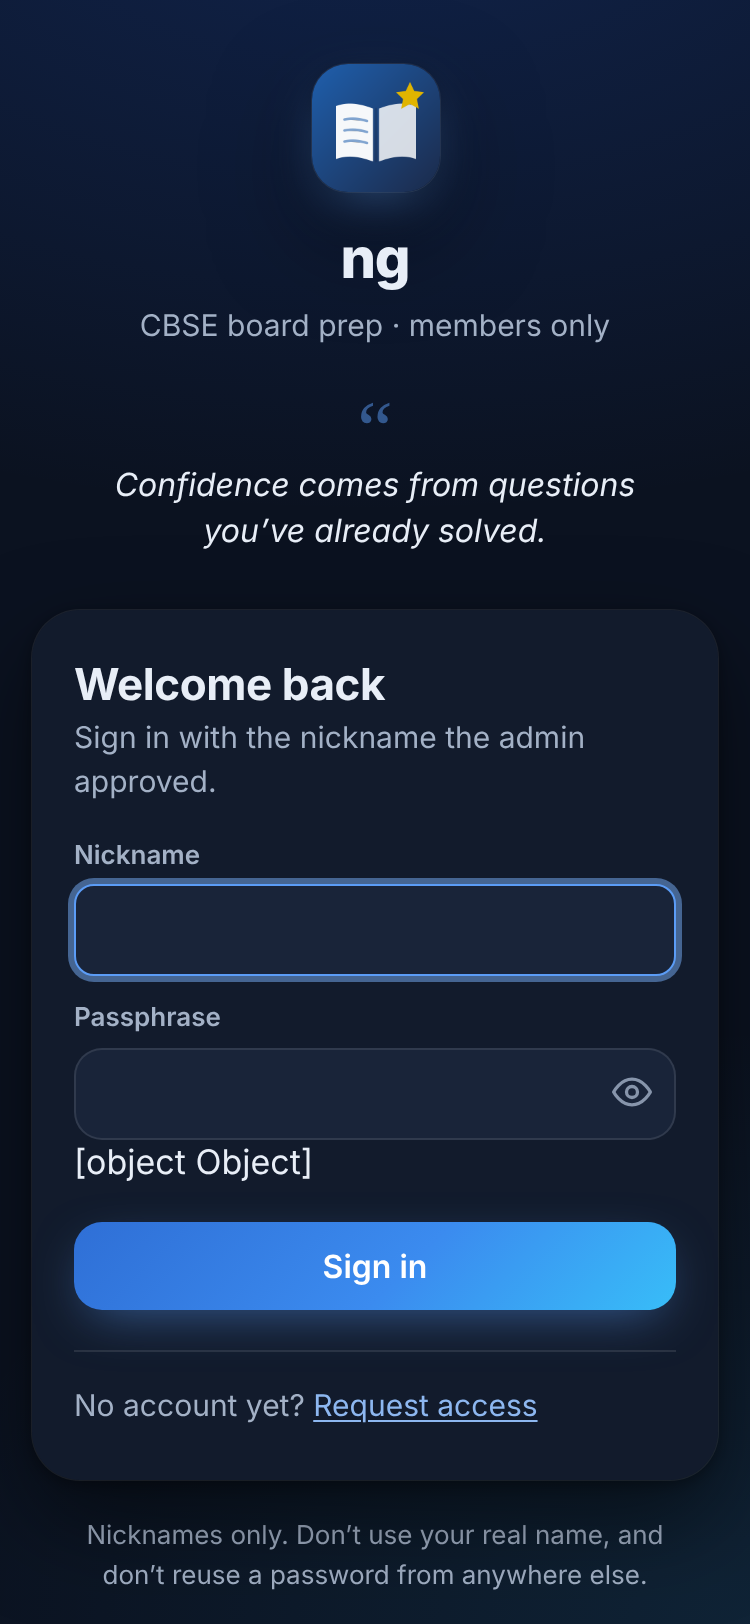 ng
CBSE board prep · members only
“
Confidence comes from questions
you’ve already solved.
Welcome back
Sign in with the nickname the admin
approved.
Nickname
Passphrase
[object Object]
Sign in
No account yet? Request access
Nicknames only. Don’t use your real name, and
don’t reuse a password from anywhere else.